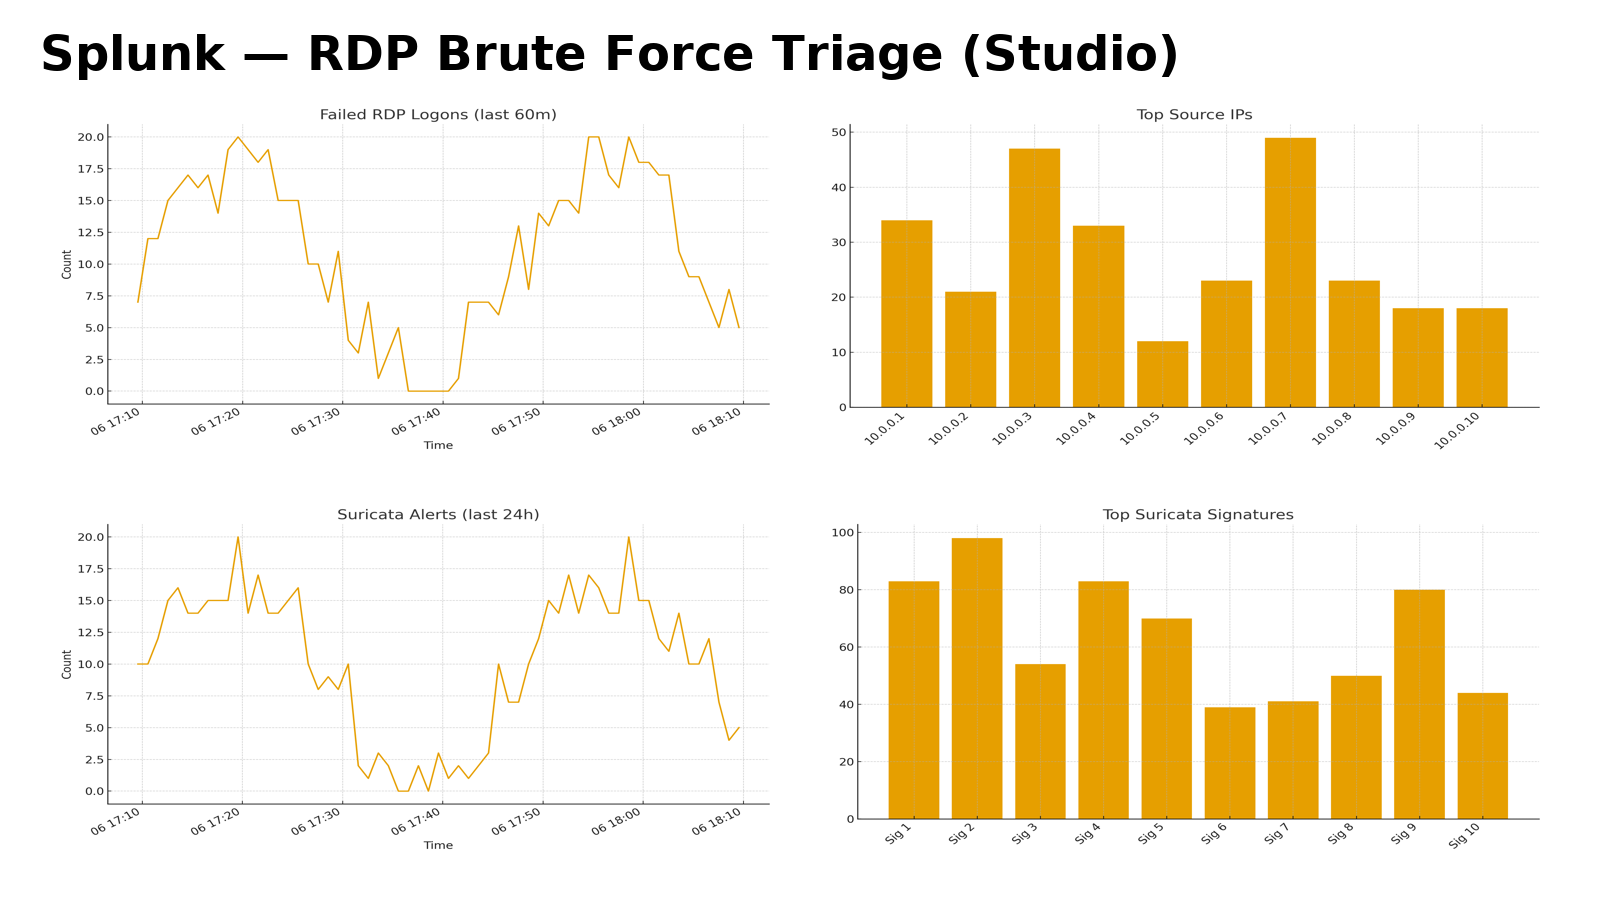 Splunk — RDP Brute Force Triage (Studio)
Failed RDP Logons (last 60m)
Count
20.0
17.5
15.0
12.5
10.0
7.5
5.0
2.5
0.0
06 17:10
06 17:20
06 17:30
06 17:40
06 17:50
06 18:00
06 18:10
Time
Top Source IPs
50
40
30
20
10
0
10.0.0.1
10.0.0.2
10.0.0.3
10.0.0.4
10.0.0.5
10.0.0.6
10.0.0.7
10.0.0.8
10.0.0.9
10.0.0.10
Suricata Alerts (last 24h)
Count
20.0
17.5
15.0
12.5
10.0
7.5
5.0
2.5
0.0
06 17:10
06 17:20
06 17:30
06 17:40
06 17:50
06 18:00
06 18:10
Time
Top Suricata Signatures
100
80
60
40
20
0
Sig 1
Sig 2
Sig 3
Sig 4
Sig 5
Sig 6
Sig 7
Sig 8
Sig 9
Sig 10